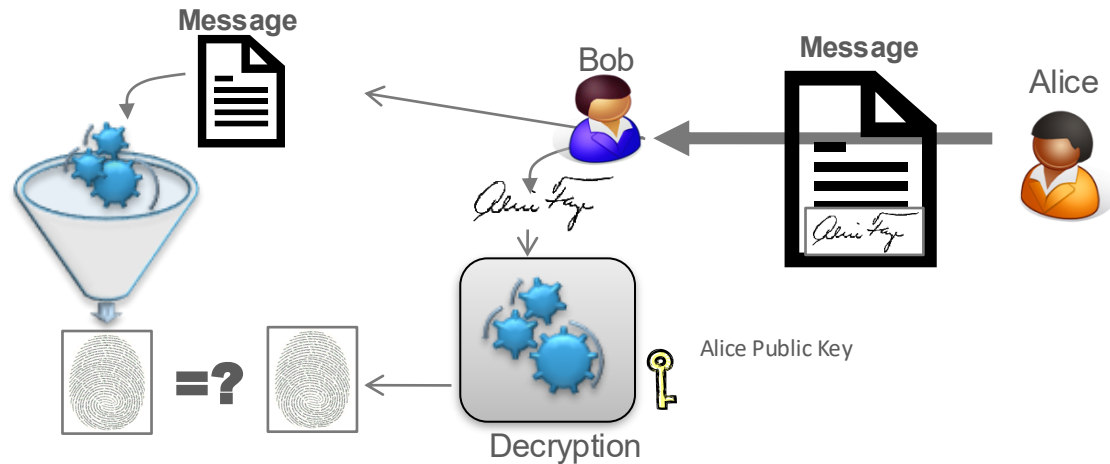 Message
Bob
Message
Alice
=?
Alice Public Key
Decryption